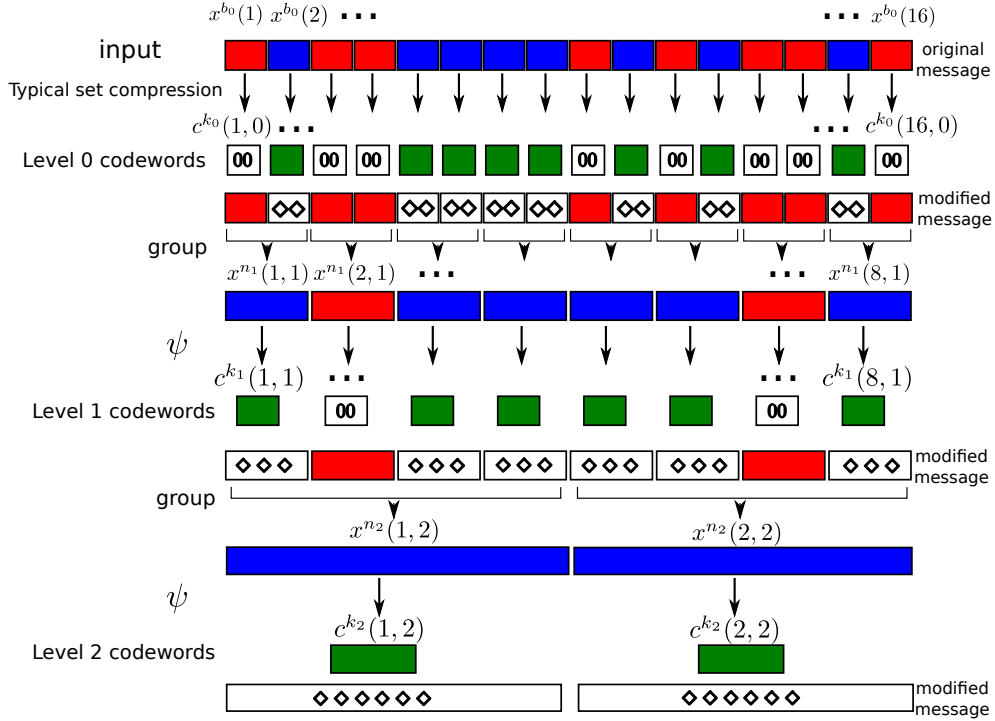 x^{b_0}(1) x^{b_0}(2) ... ... x^{b_0}(16)
input
original message
Typical set compression
c^{k_0}(1,0) ... ... c^{k_0}(16,0)
Level 0 codewords 00 00 00 00 00 00 00 00
modified message
group
x^{n_1}(1,1) x^{n_1}(2,1) ... ... x^{n_1}(8,1)
ψ
c^{k_1}(1,1) ... ... c^{k_1}(8,1)
Level 1 codewords 00 00
modified message
group
x^{n_2}(1,2) x^{n_2}(2,2)
ψ
c^{k_2}(1,2) c^{k_2}(2,2)
Level 2 codewords
modified message